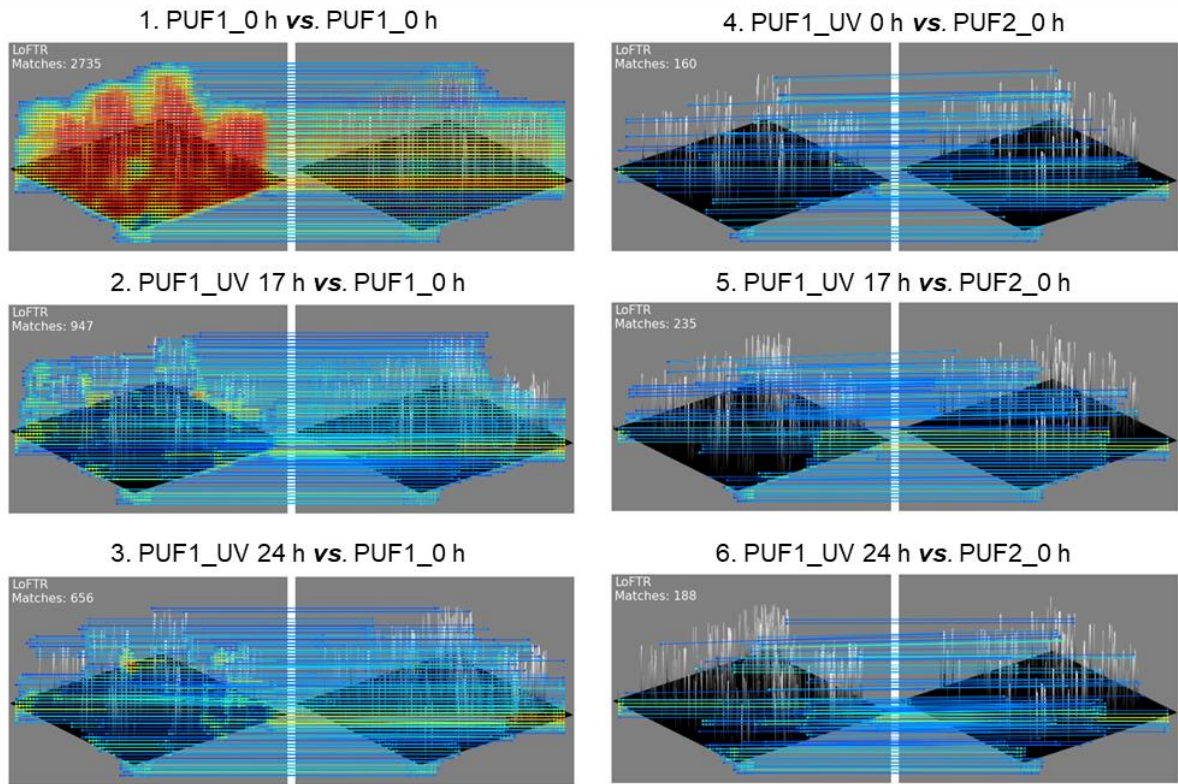 1. PUF1_0 h vs. PUF1_0 h
LoFTR
Matches: 2735
2. PUF1_UV 17 h vs. PUF1_0 h
LoFTR
Matches: 947
3. PUF1_UV 24 h vs. PUF1_0 h
LoFTR
Matches: 656
4. PUF1_UV 0 h vs. PUF2_0 h
LoFTR
Matches: 160
5. PUF1_UV 17 h vs. PUF2_0 h
LoFTR
Matches: 235
6. PUF1_UV 24 h vs. PUF2_0 h
LoFTR
Matches: 188